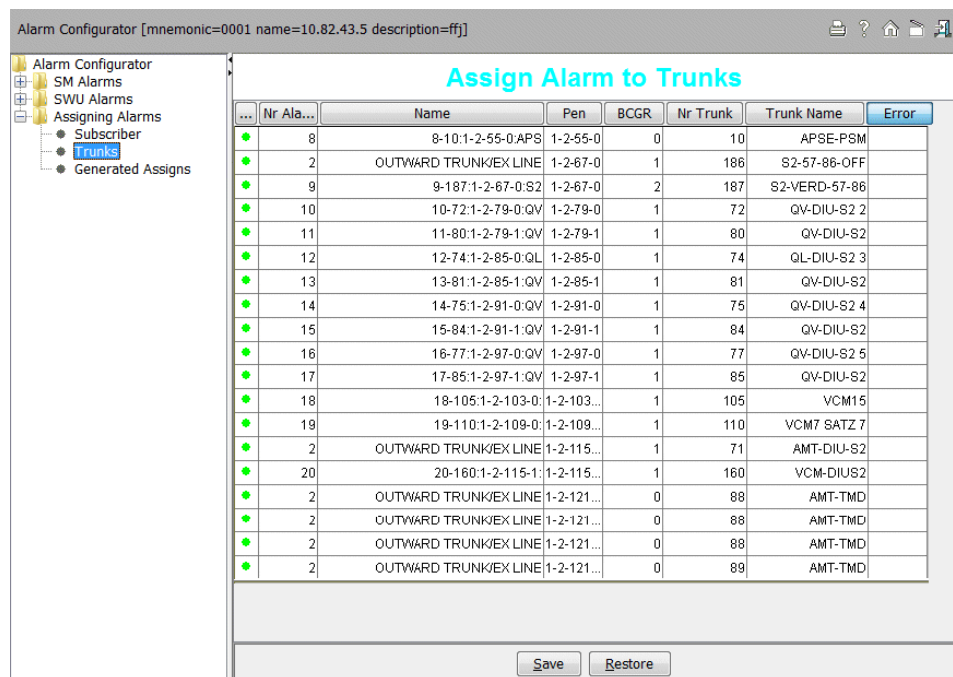 Alarm Configurator [mnemonic=0001 name=10.82.43.5 description=ffj]
Alarm Configurator
SM Alarms
SWU Alarms
Assigning Alarms
Subscriber
Trunks
Generated Assigns
Assign Alarm to Trunks
... Nr Ala... Name Pen BCGR Nr Trunk Trunk Name Error
8 8-10:1-2-55-0:APS 1-2-55-0 0 10 APSE-PSM
2 OUTWARD TRUNK/EX LINE 1-2-67-0 1 186 S2-57-86-OFF
9 9-187:1-2-67-0:S2 1-2-67-0 2 187 S2-VERD-57-86
10 10-72:1-2-79-0:QV 1-2-79-0 1 72 QV-DIU-S2 2
11 11-80:1-2-79-1:QV 1-2-79-1 1 80 QV-DIU-S2
12 12-74:1-2-85-0:QL 1-2-85-0 1 74 QL-DIU-S2 3
13 13-81:1-2-85-1:QV 1-2-85-1 1 81 QV-DIU-S2
14 14-75:1-2-91-0:QV 1-2-91-0 1 75 QV-DIU-S2 4
15 15-84:1-2-91-1:QV 1-2-91-1 1 84 QV-DIU-S2
16 16-77:1-2-97-0:QV 1-2-97-0 1 77 QV-DIU-S2 5
17 17-85:1-2-97-1:QV 1-2-97-1 1 85 QV-DIU-S2
18 18-105:1-2-103-0: 1-2-103... 1 105 VCM15
19 19-110:1-2-109-0: 1-2-109... 1 110 VCM7 SATZ 7
2 OUTWARD TRUNK/EX LINE 1-2-115... 1 71 AMT-DIU-S2
20 20-160:1-2-115-1: 1-2-115... 1 160 VCM-DIUS2
2 OUTWARD TRUNK/EX LINE 1-2-121... 0 88 AMT-TMD
2 OUTWARD TRUNK/EX LINE 1-2-121... 0 88 AMT-TMD
2 OUTWARD TRUNK/EX LINE 1-2-121... 0 88 AMT-TMD
2 OUTWARD TRUNK/EX LINE 1-2-121... 0 89 AMT-TMD
Save Restore